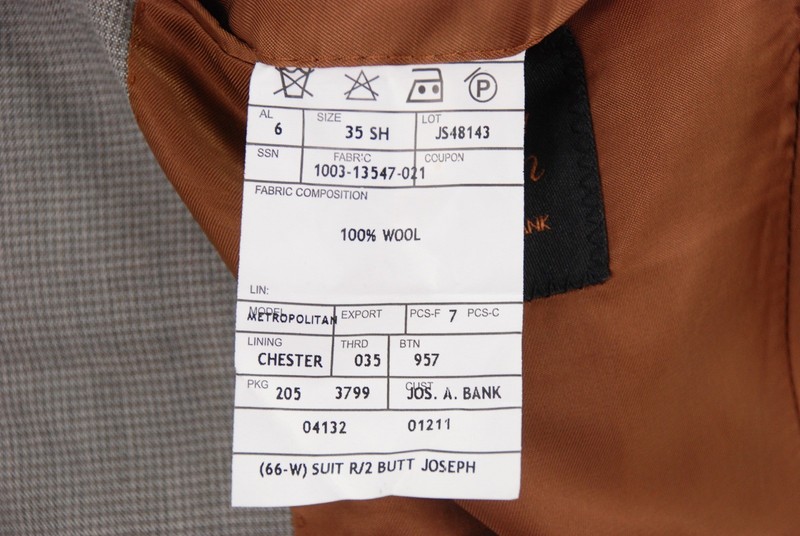 P
AL SIZE LOT
6 35 SH JS48143
SSN FABRIC COUPON
1003-13547-021
FABRIC COMPOSITION
100% WOOL
LIN:
MODEL EXPORT PCS-F 7 PCS-C
METROPOLITAN
LINING THRD BTN
CHESTER 035 957
PKG 205 3799 CUST
JOS. A. BANK
04132 01211
(66-W) SUIT R/2 BUTT JOSEPH